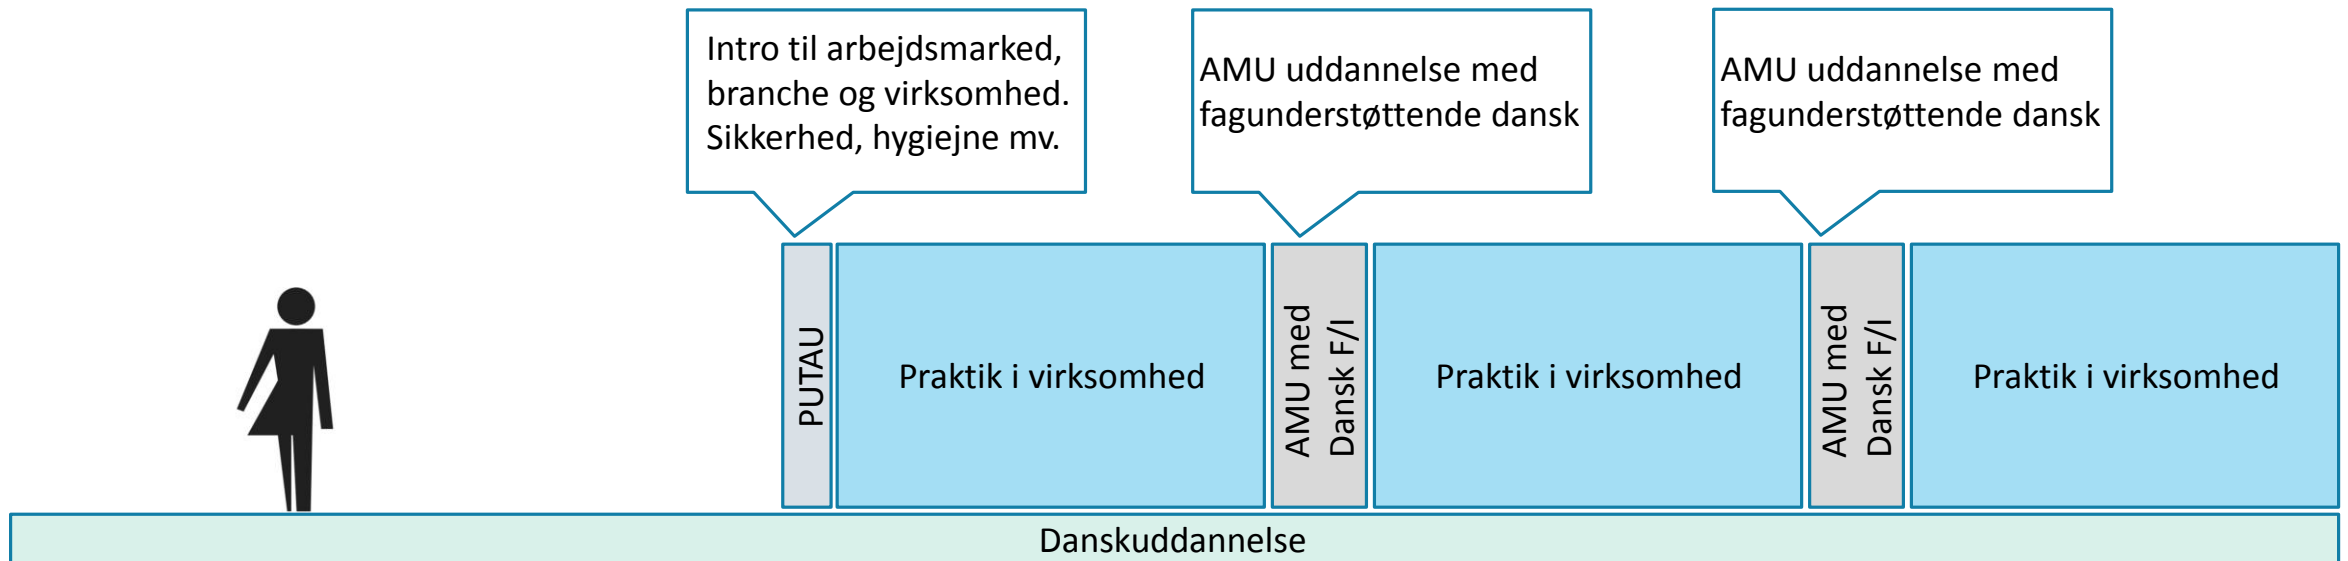 Intro til arbejdsmarked,
branche og virksomhed.
Sikkerhed, hygiejne mv.
AMU uddannelse med
fagunderstøttende dansk
AMU uddannelse med
fagunderstøttende dansk
PUTAU
Praktik i virksomhed
AMU med
Dansk F/I
Praktik i virksomhed
AMU med
Dansk F/I
Praktik i virksomhed
Danskuddannelse